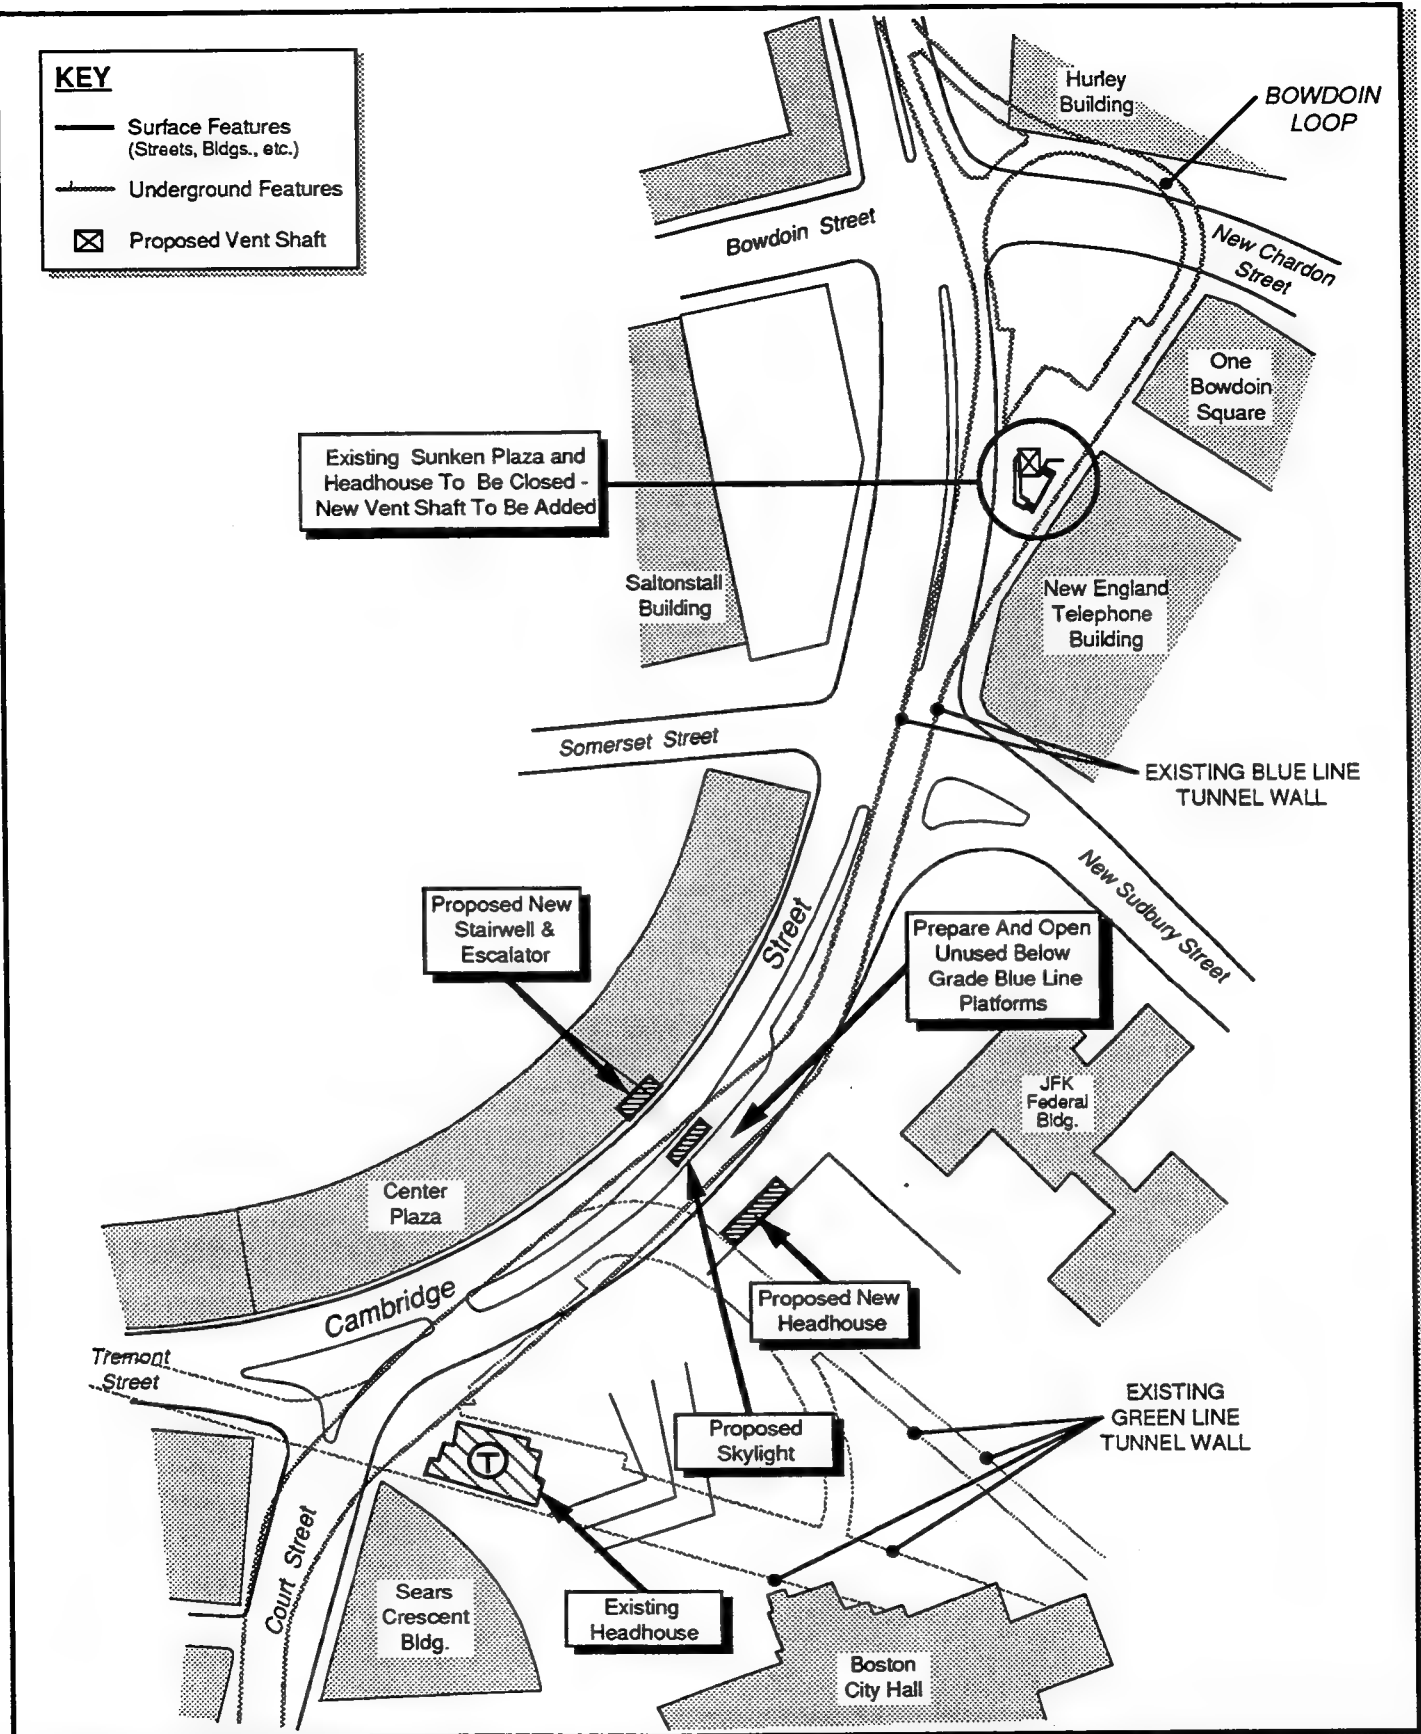 KEY
Surface Features
(Streets, Bldgs., etc.)
Underground Features
Proposed Vent Shaft
Hurley
Building
BOWDOIN
LOOP
Bowdoin Street
New Chardon
Street
One
Bowdoin
Square
Existing Sunken Plaza and
Headhouse To Be Closed -
New Vent Shaft To Be Added
Saltonstall
Building
New England
Telephone
Building
Somerset Street
EXISTING BLUE LINE
TUNNEL WALL
New Sudbury Street
Proposed New
Stairwell &
Escalator
Street
Prepare And Open
Unused Below
Grade Blue Line
Platforms
JFK
Federal
Bldg.
Center
Plaza
Cambridge
Proposed New
Headhouse
Tremont
Street
EXISTING
GREEN LINE
TUNNEL WALL
Proposed
Skylight
T
Court Street
Sears
Crescent
Bldg.
Existing
Headhouse
Boston
City Hall